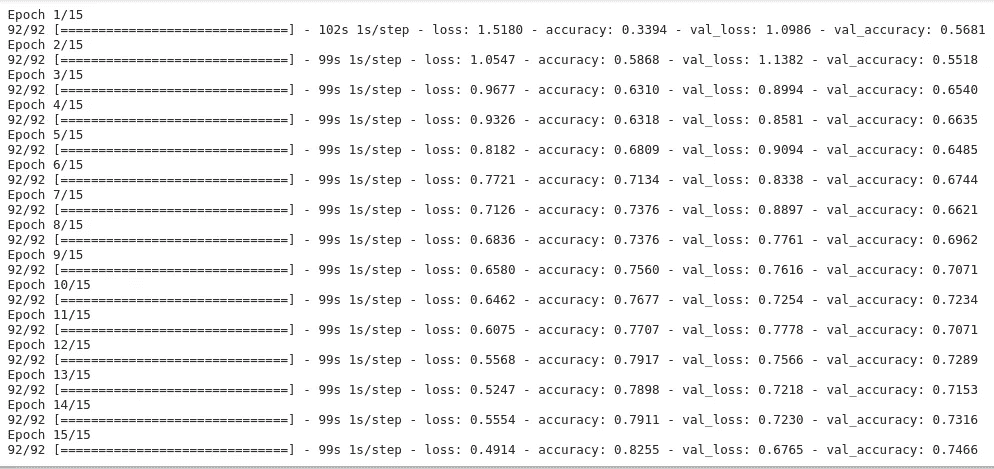 Epoch 1/15
92/92 [==============================] - 102s 1s/step - loss: 1.5180 - accuracy: 0.3394 - val_loss: 1.0986 - val_accuracy: 0.5681
Epoch 2/15
92/92 [==============================] - 99s 1s/step - loss: 1.0547 - accuracy: 0.5868 - val_loss: 1.1382 - val_accuracy: 0.5518
Epoch 3/15
92/92 [==============================] - 99s 1s/step - loss: 0.9677 - accuracy: 0.6310 - val_loss: 0.8994 - val_accuracy: 0.6540
Epoch 4/15
92/92 [==============================] - 99s 1s/step - loss: 0.9326 - accuracy: 0.6318 - val_loss: 0.8581 - val_accuracy: 0.6635
Epoch 5/15
92/92 [==============================] - 99s 1s/step - loss: 0.8182 - accuracy: 0.6809 - val_loss: 0.9094 - val_accuracy: 0.6485
Epoch 6/15
92/92 [==============================] - 99s 1s/step - loss: 0.7721 - accuracy: 0.7134 - val_loss: 0.8338 - val_accuracy: 0.6744
Epoch 7/15
92/92 [==============================] - 99s 1s/step - loss: 0.7126 - accuracy: 0.7376 - val_loss: 0.8897 - val_accuracy: 0.6621
Epoch 8/15
92/92 [==============================] - 99s 1s/step - loss: 0.6836 - accuracy: 0.7376 - val_loss: 0.7761 - val_accuracy: 0.6962
Epoch 9/15
92/92 [==============================] - 99s 1s/step - loss: 0.6580 - accuracy: 0.7560 - val_loss: 0.7616 - val_accuracy: 0.7071
Epoch 10/15
92/92 [==============================] - 99s 1s/step - loss: 0.6462 - accuracy: 0.7677 - val_loss: 0.7254 - val_accuracy: 0.7234
Epoch 11/15
92/92 [==============================] - 99s 1s/step - loss: 0.6075 - accuracy: 0.7707 - val_loss: 0.7778 - val_accuracy: 0.7071
Epoch 12/15
92/92 [==============================] - 99s 1s/step - loss: 0.5568 - accuracy: 0.7917 - val_loss: 0.7566 - val_accuracy: 0.7289
Epoch 13/15
92/92 [==============================] - 99s 1s/step - loss: 0.5247 - accuracy: 0.7898 - val_loss: 0.7218 - val_accuracy: 0.7153
Epoch 14/15
92/92 [==============================] - 99s 1s/step - loss: 0.5554 - accuracy: 0.7911 - val_loss: 0.7230 - val_accuracy: 0.7316
Epoch 15/15
92/92 [==============================] - 99s 1s/step - loss: 0.4914 - accuracy: 0.8255 - val_loss: 0.6765 - val_accuracy: 0.7466